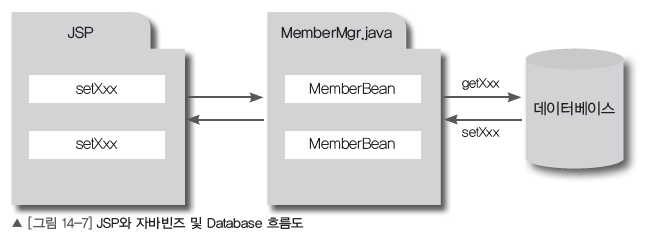 JSP
setXxx
setXxx
MemberMgr.java
MemberBean
MemberBean
getXxx
setXxx
데이터베이스
▲ [그림 14-7] JSP와 자바빈즈 및 Database 흐름도